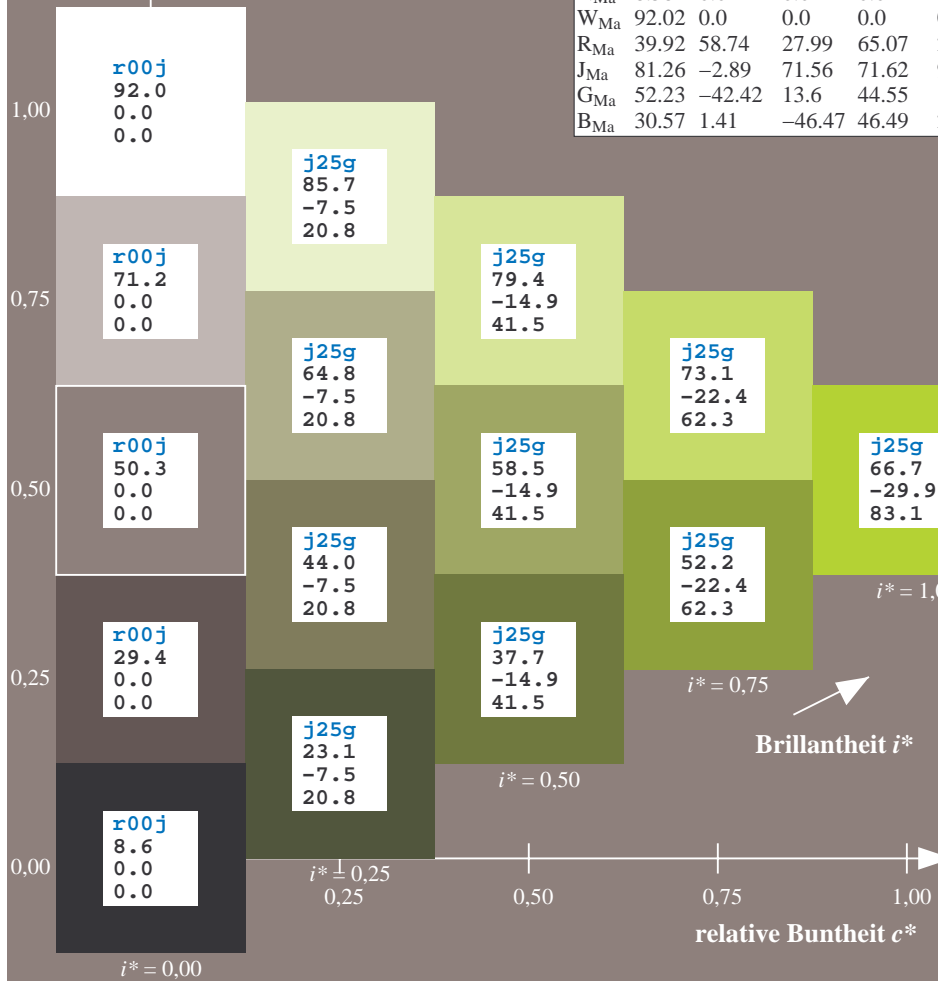 W Ma 92.02 0.0 0.0 0.0
R Ma 39.92 58.74 27.99 65.07
J Ma 81.26 −2.89 71.56 71.62
G Ma 52.23 −42.42 13.6 44.55
B Ma 30.57 1.41 −46.47 46.49
1,00
0,75
0,50
0,25
0,00
r00j
92.0
0.0
0.0
r00j
71.2
0.0
0.0
r00j
50.3
0.0
0.0
r00j
29.4
0.0
0.0
r00j
8.6
0.0
0.0
i* = 0,00
j25g
85.7
-7.5
20.8
j25g
64.8
-7.5
20.8
j25g
44.0
-7.5
20.8
j25g
23.1
-7.5
20.8
i* = 0,25
j25g
79.4
-14.9
41.5
j25g
58.5
-14.9
41.5
j25g
37.7
-14.9
41.5
i* = 0,50
j25g
73.1
-22.4
62.3
j25g
52.2
-22.4
62.3
i* = 0,75
j25g
66.7
-29.9
83.1
i* = 1,0
Brillantheit i*
0,25 0,50 0,75 1,00
relative Buntheit c*